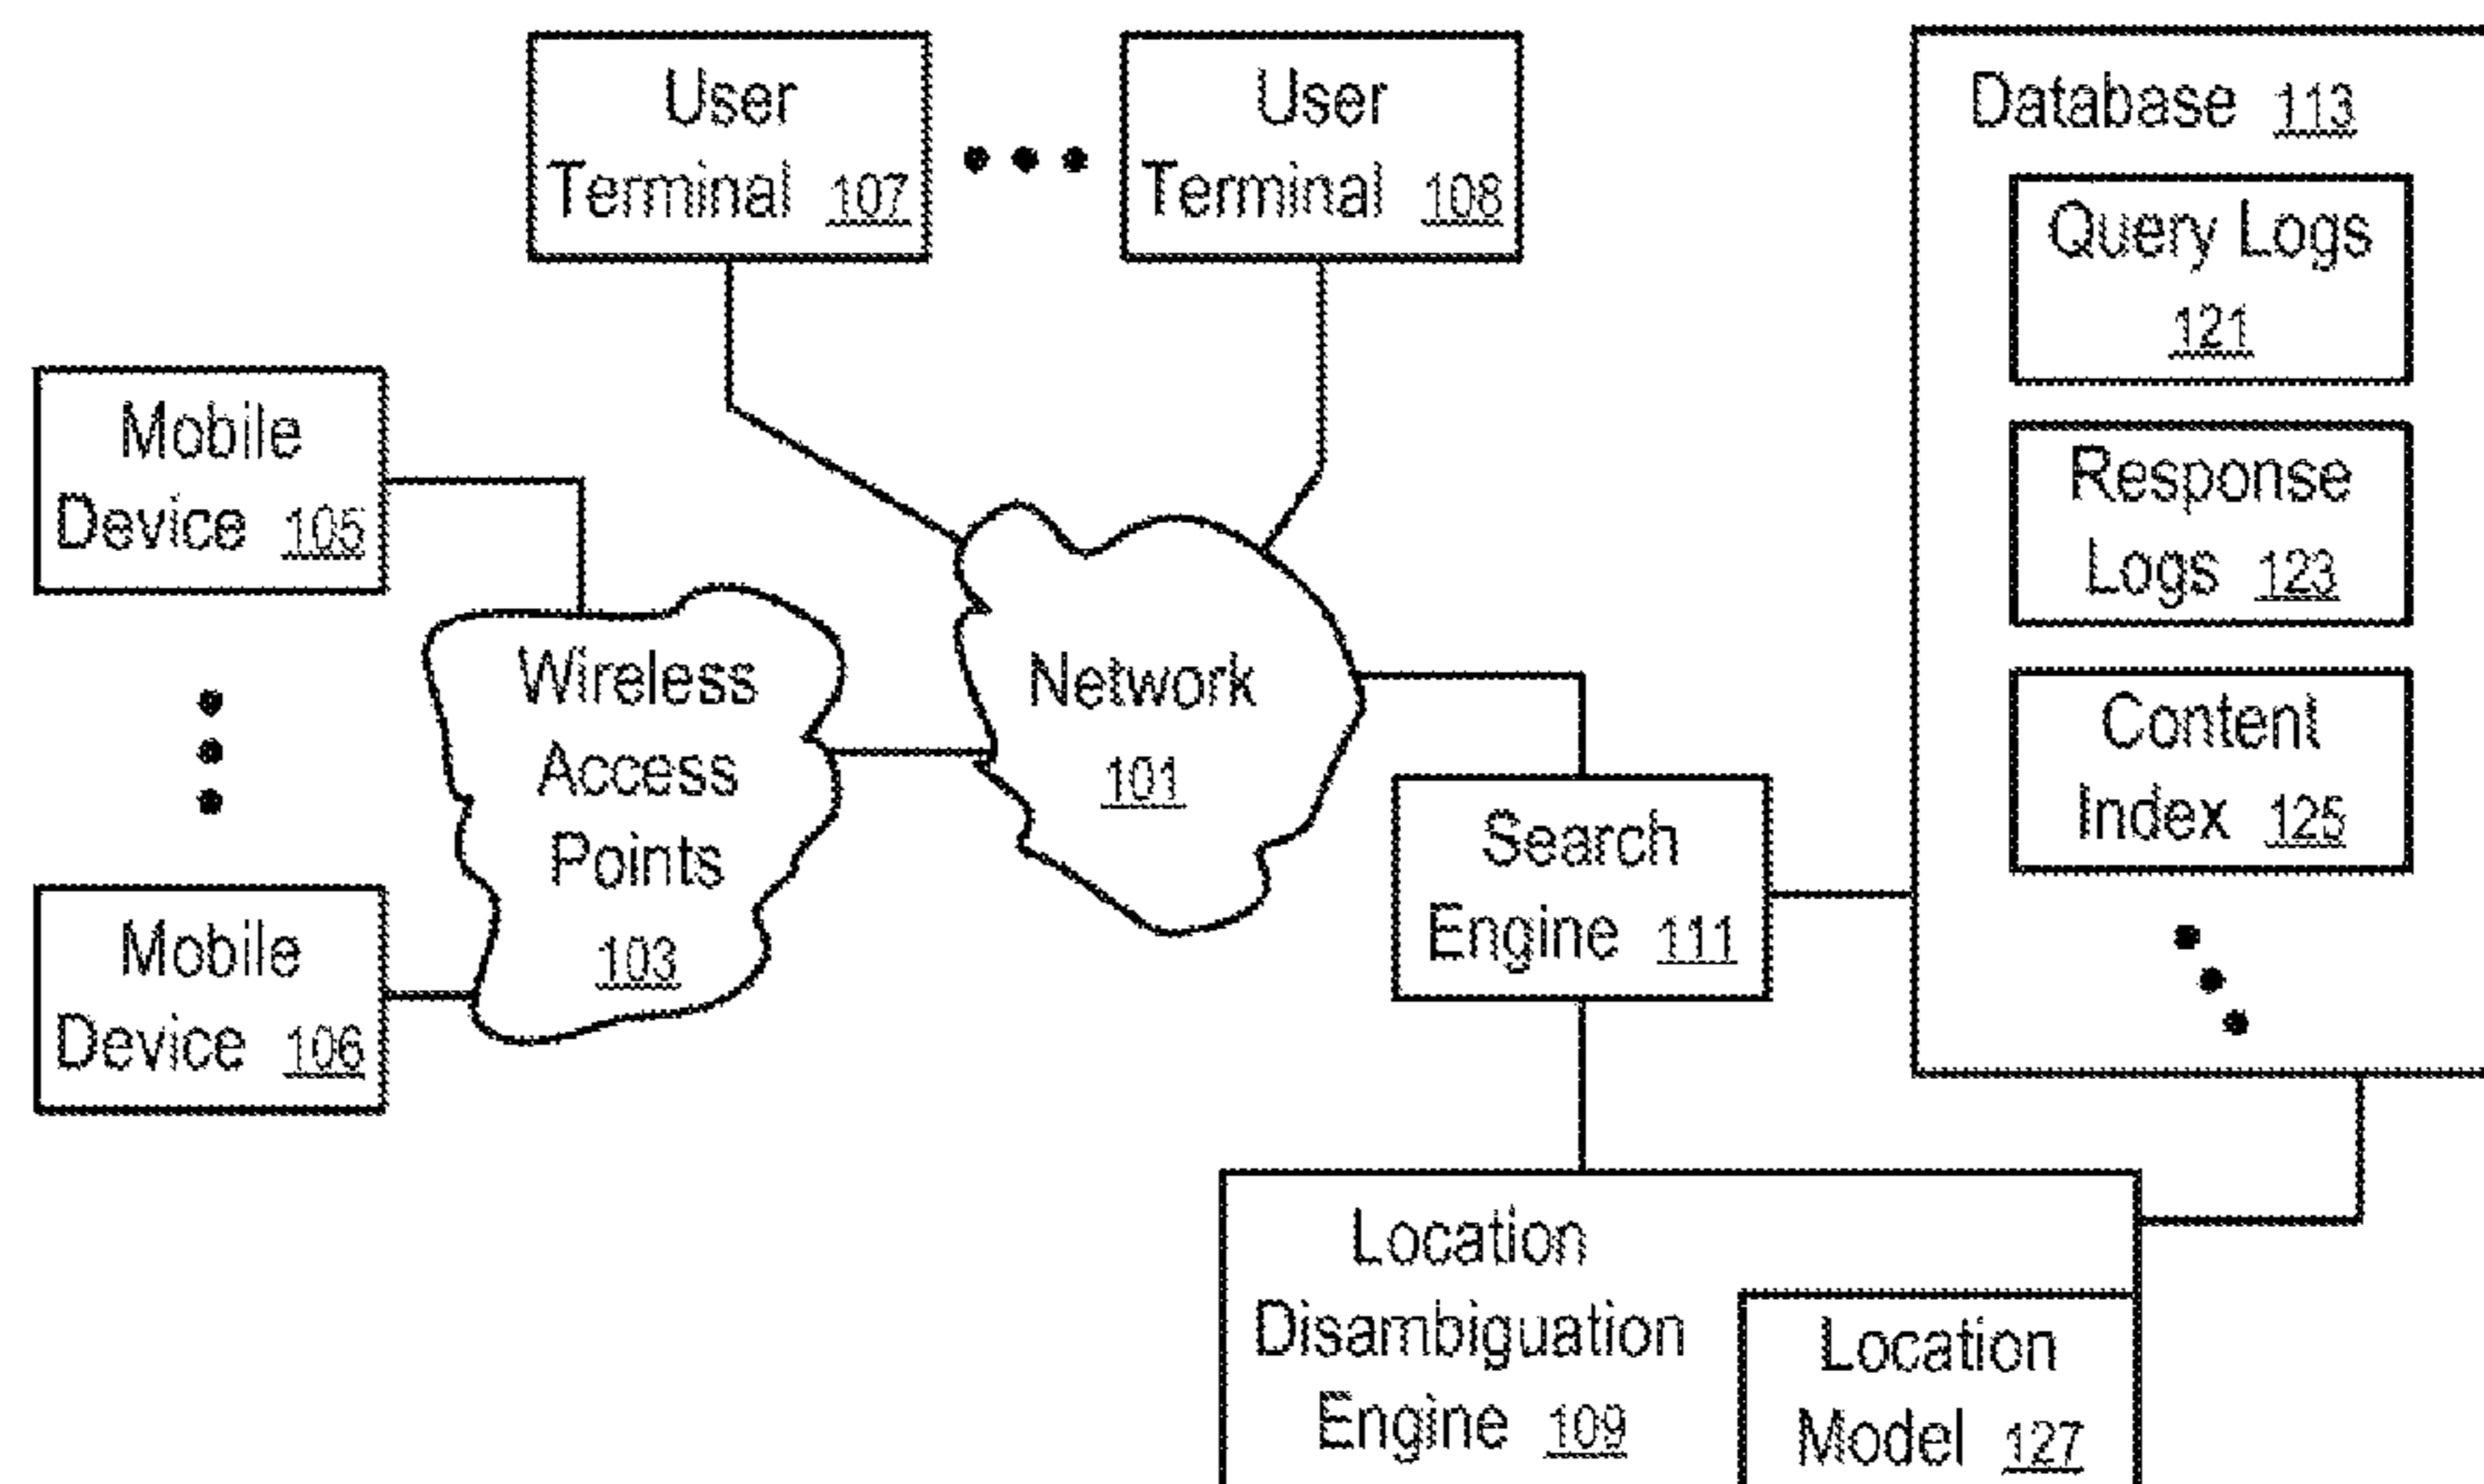 User
Terminal 107
User
Terminal 108
Database 113
Query Logs
121
Response
Logs 123
Content
Index 125
Mobile
Device 105
Mobile
Device 106
Wireless
Access
Points
103
Network
101
Search
Engine 111
Location
Disambiguation
Engine 109
Location
Model 127